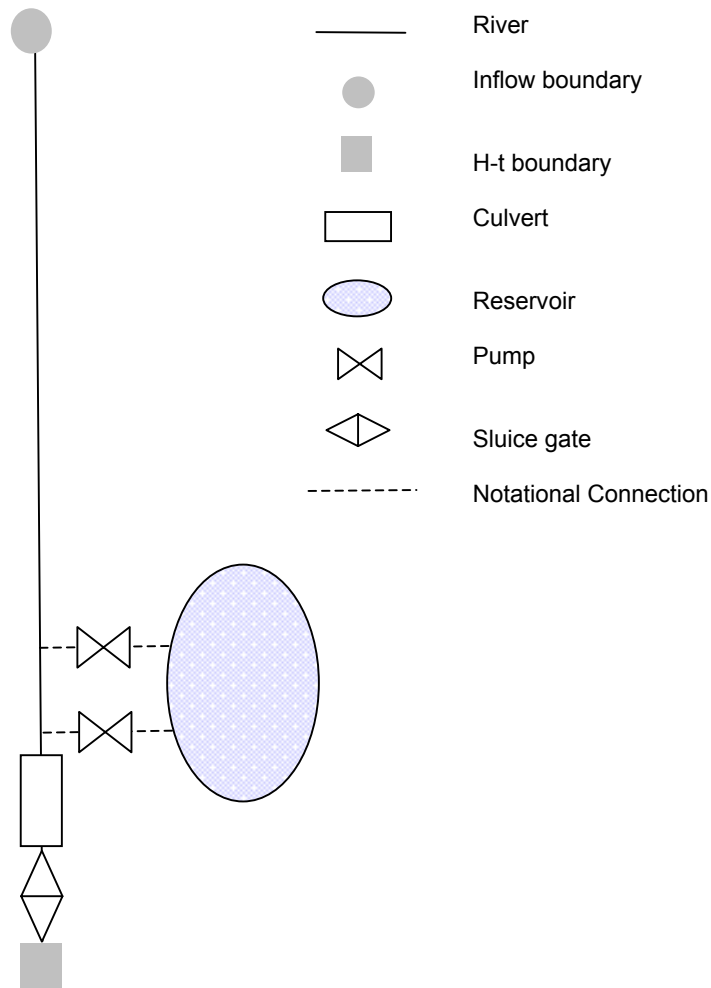 River
Inflow boundary
H-t boundary
Culvert
Reservoir
Pump
Sluice gate
Notational Connection